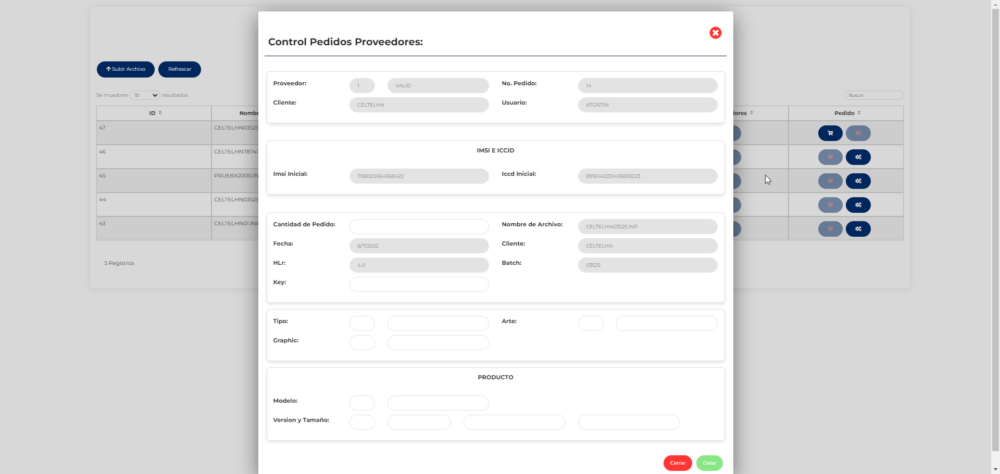 Control Pedidos Proveedores:
Subir Archivo Refrescar
Se muestran 10 resultados
Buscar
ID Nombr dores Pedido
47 CELTELHN03525
46 CELTELHN78741
45 PRUEBA2000.IN
44 CELTELHN03525
43 CELTELHN01.INP
5 Registros
Proveedor: 1 VALID No. Pedido: 14
Cliente: CELTELHN Usuario: KFORTIN
IMSI E ICCID
Imsi Inicial: 708020064568422 Iccd Inicial: 895040230455695223
Cantidad de Pedido: Nombre de Archivo: CELTELHN03525.INP
Fecha: 8/7/2022 Cliente: CELTELHN
HLr: 4.0 Batch: 03525
Key:
Tipo: Arte:
Graphic:
PRODUCTO
Modelo:
Version y Tamaño:
Cerrar Crear